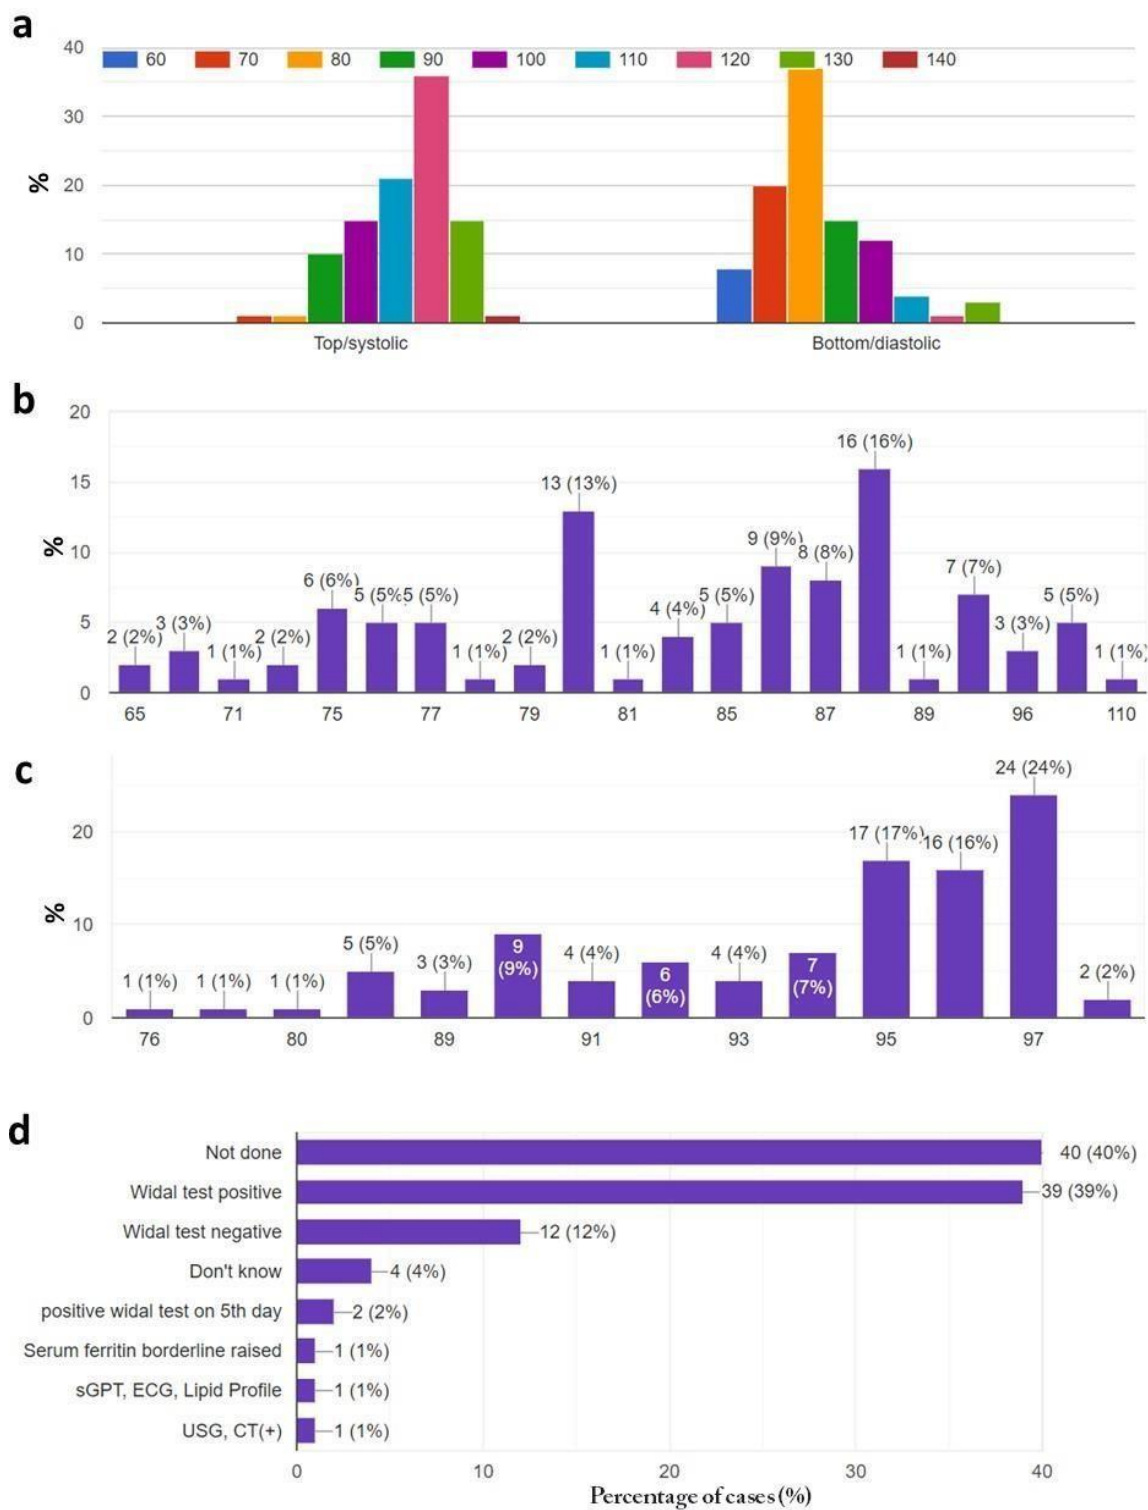 a
40
60 70 80 90 100 110 120 130 140
30
%
20
10
0
Top/systolic Bottom/diastolic
b
20
15
%
10
5
0
2 (2%) 3 (3%) 1 (1%) 2 (2%) 6 (6%) 5 (5%) 5 (5%) 1 (1%) 2 (2%) 13 (13%) 1 (1%) 4 (4%) 5 (5%) 9 (9%) 8 (8%) 16 (16%) 1 (1%) 7 (7%) 3 (3%) 5 (5%) 1 (1%)
65 71 75 77 79 81 85 87 89 96 110
c
20
%
10
0
1 (1%) 1 (1%) 1 (1%) 5 (5%) 3 (3%) 9 (9%) 4 (4%) 6 (6%) 4 (4%) 7 (7%) 17 (17%) 16 (16%) 24 (24%) 2 (2%)
76 80 89 91 93 95 97
d
Not done 40 (40%)
Widal test positive 39 (39%)
Widal test negative 12 (12%)
Don't know 4 (4%)
positive widal test on 5th day 2 (2%)
Serum ferritin borderline raised 1 (1%)
sGPT, ECG, Lipid Profile 1 (1%)
USG, CT(+) 1 (1%)
0 10 20 30 40
Percentage of cases (%)